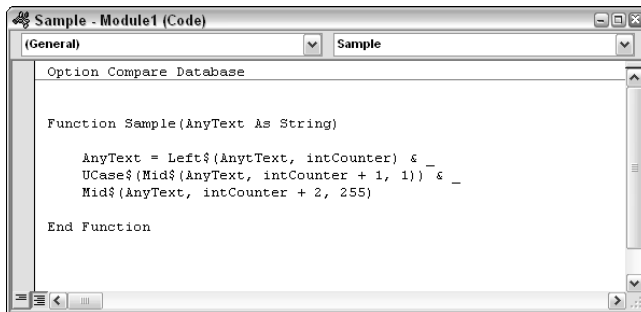 Sample - Module1 (Code)
(General) Sample
Option Compare Database
Function Sample(AnyText As String)
AnyText = Left$(AnytText, intCounter) & _
UCase$(Mid$(AnyText, intCounter + 1, 1)) & _
Mid$(AnyText, intCounter + 2, 255)
End Function